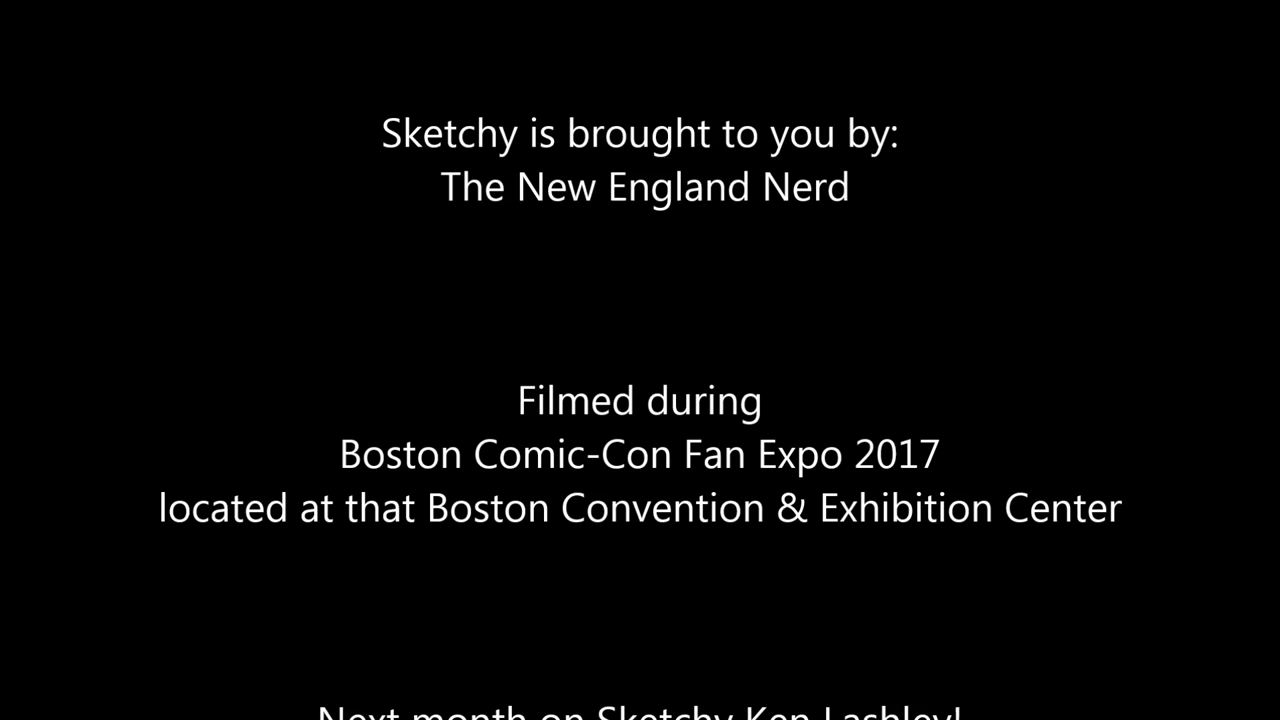 Sketchy is brought to you by:
The New England Nerd
Filmed during
Boston Comic-Con Fan Expo 2017
located at that Boston Convention & Exhibition Center
Next month on Sketchy Ken Lashley!